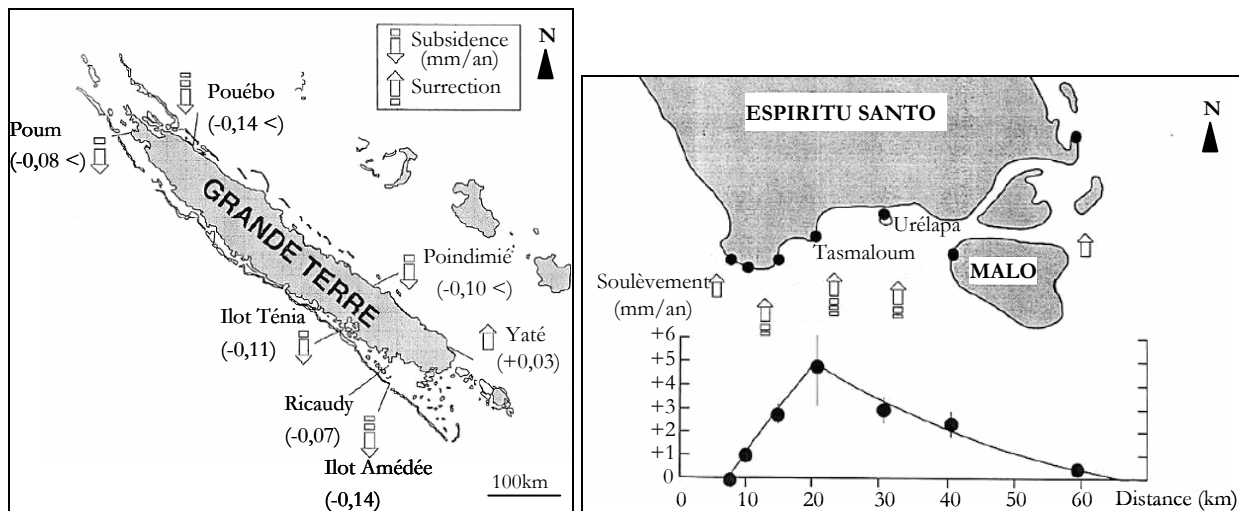 Subsidence
(mm/an)
Surrection
N
Pouébo
(-0,14 <)
Poum
(-0,08 <)
GRANDE TERRE
Poindimié
(-0,10 <)
Ilot Ténia
(-0,11)
Yaté
(+0,03)
Ricaudy
(-0,07)
Ilot Amédée
(-0,14)
100km
ESPIRITU SANTO
N
Urélapa
Tasmaloum
MALO
Soulèvement
(mm/an)
+6
+5
+4
+3
+2
+1
0
0 10 20 30 40 50 60 Distance (km)